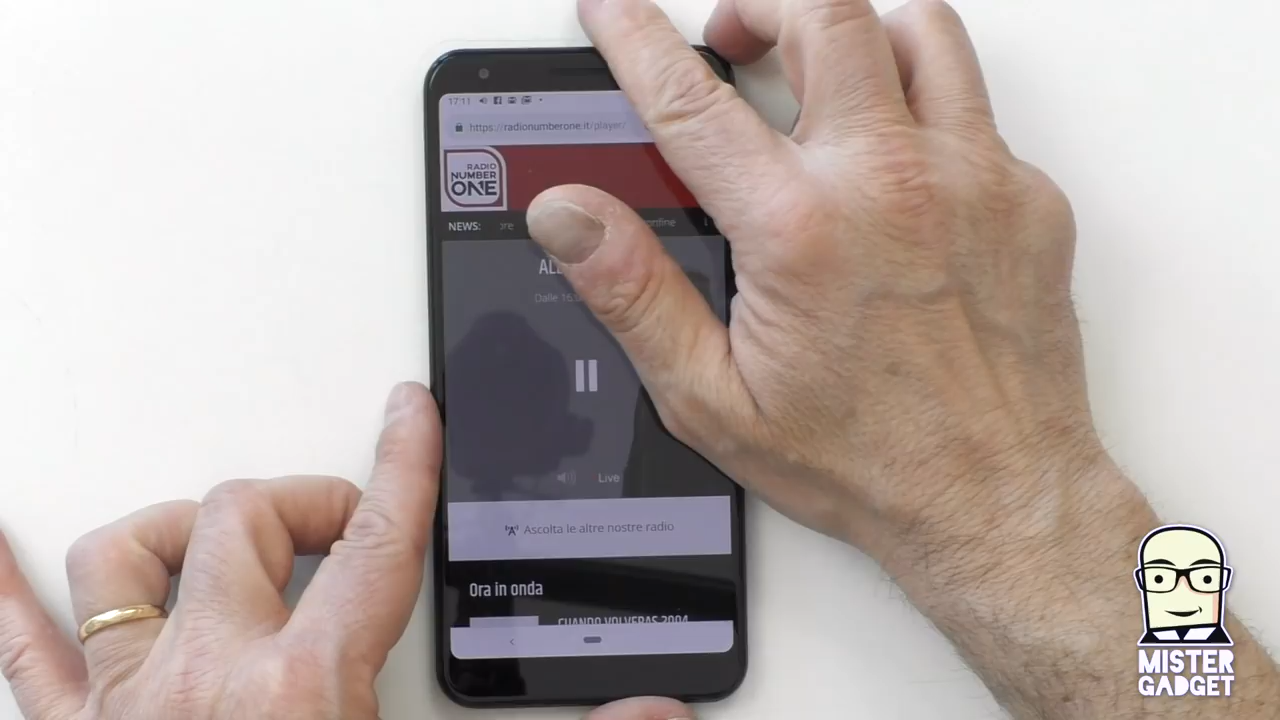 17:11
https://radionumberone.it/player/
RADIO
NUMBER
ONE
NEWS:
Dalle
Live
Ascolta le altre nostre radio
Ora in onda
CUANDO VOLVERAS 2004
MISTER
GADGET